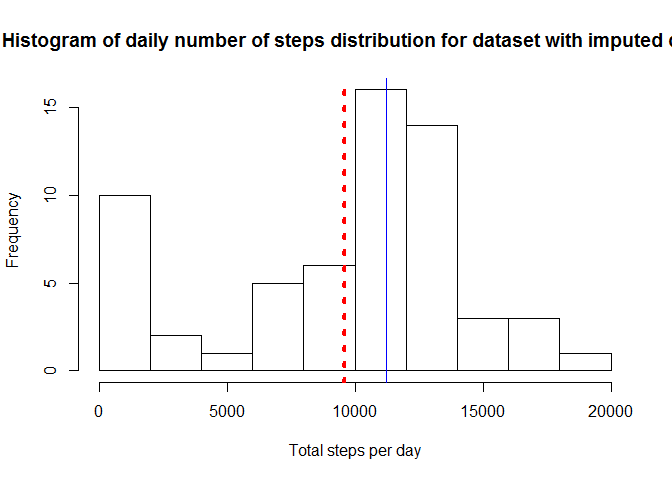 Histogram of daily number of steps distribution for dataset with imputed
Frequency
15
10
5
0
0 5000 10000 15000 20000
Total steps per day